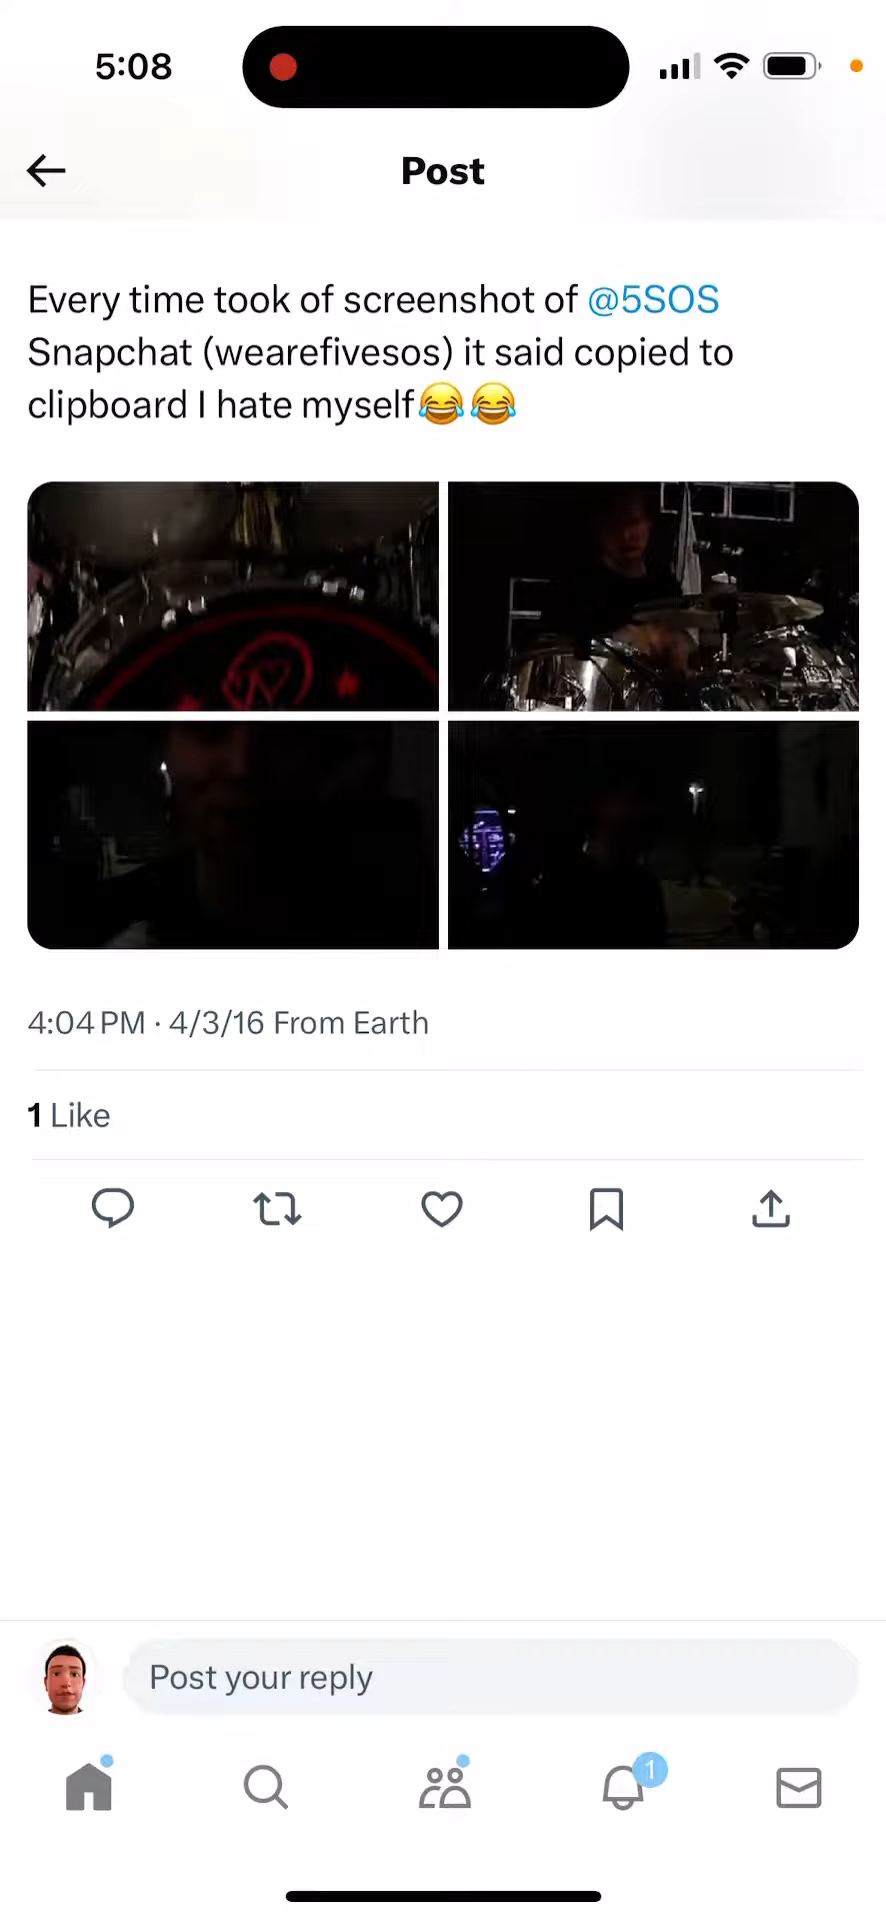 5:08
Post
Every time took of screenshot of @5SOS
Snapchat (wearefivesos) it said copied to
clipboard I hate myself😂😂
4:04 PM · 4/3/16 From Earth
1 Like
Post your reply
1